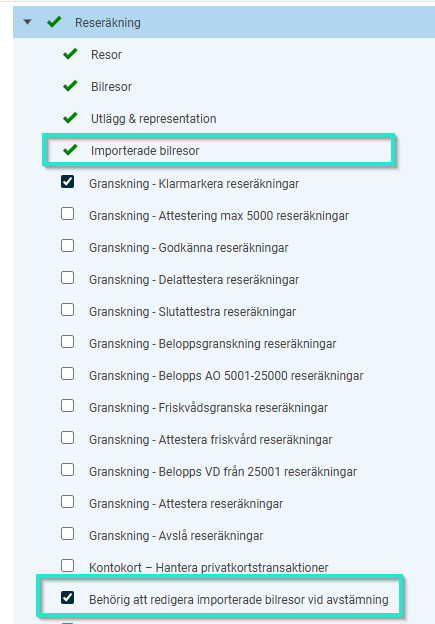 Reseräkning
Resor
Bilresor
Utlägg & representation
Importerade bilresor
Granskning - Klarmarkera reseräkningar
Granskning - Attestering max 5000 reseräkningar
Granskning - Godkänna reseräkningar
Granskning - Delattestera reseräkningar
Granskning - Slutattestra reseräkningar
Granskning - Beloppsgranskning reseräkningar
Granskning - Belopps AO 5001-25000 reseräkningar
Granskning - Friskvådsgranska reseräkningar
Granskning - Attestera friskvård reseräkningar
Granskning - Belopps VD från 25001 reseräkningar
Granskning - Attestera reseräkningar
Granskning - Avslå reseräkningar
Kontokort – Hantera privatkortstransaktioner
Behörig att redigera importerade bilresor vid avstämning